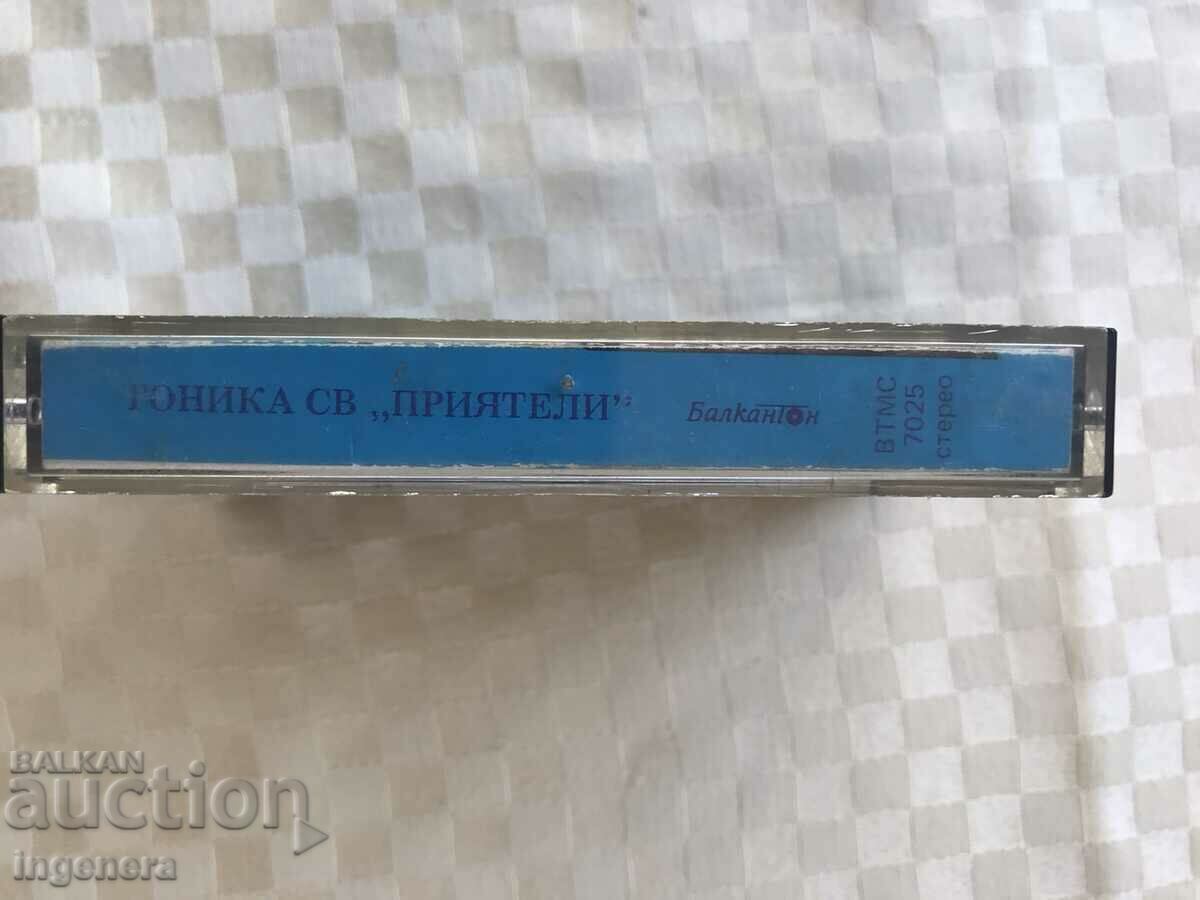 РОНИКА СВ „ПРИЯТЕЛИ” Балкантон
ВТМС
7025
стерео
BALKAN
auction
ingenera